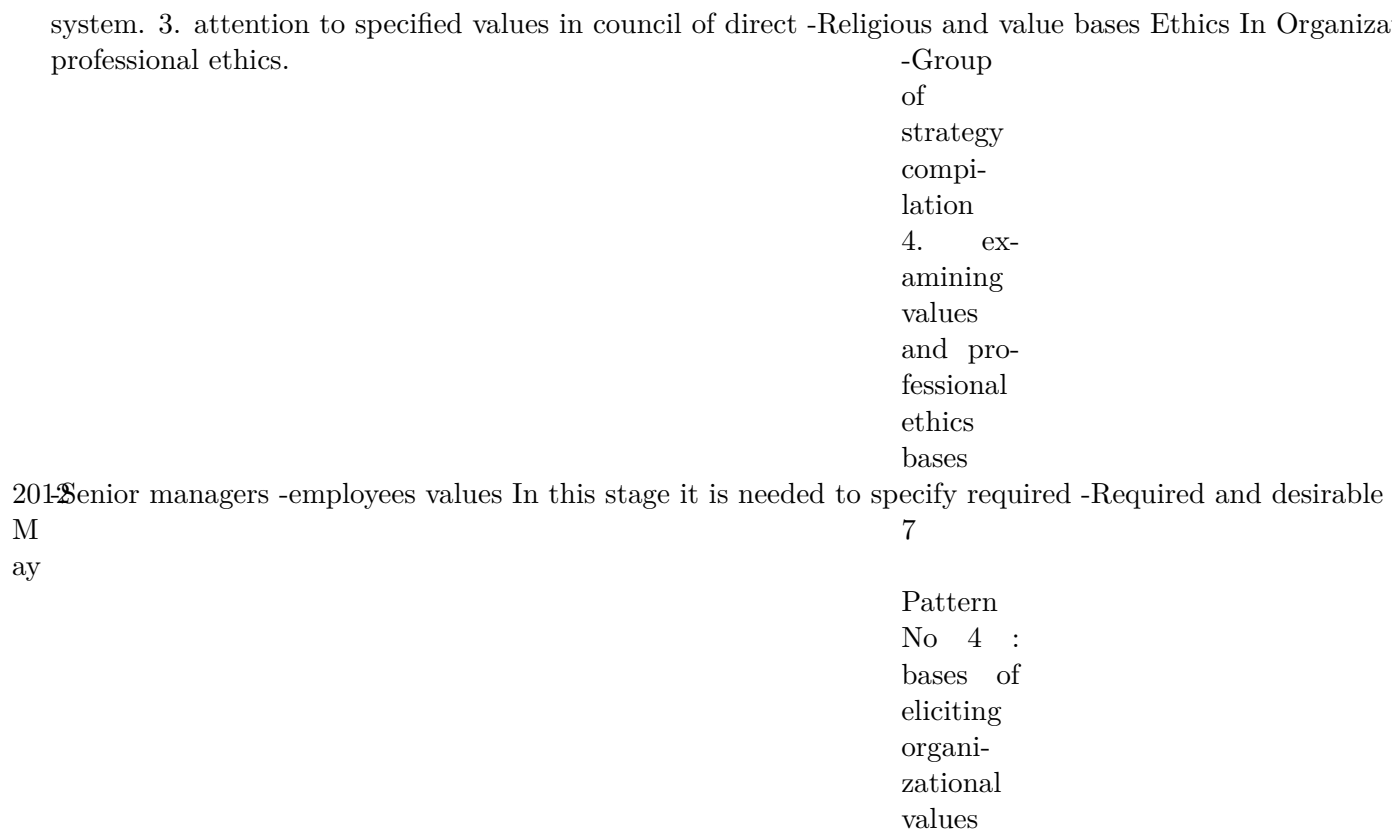 system. 3. attention to specified values in council of direct -Religious and value bases Ethics In Organiza
professional ethics.
-Group
of
strategy
compi-
lation
4. ex-
amining
values
and pro-
fessional
ethics
bases
2012
-Senior managers -employees values In this stage it is needed to specify required -Required and desirable
M
ay
7
Pattern
No 4 :
bases of
eliciting
organi-
zational
values